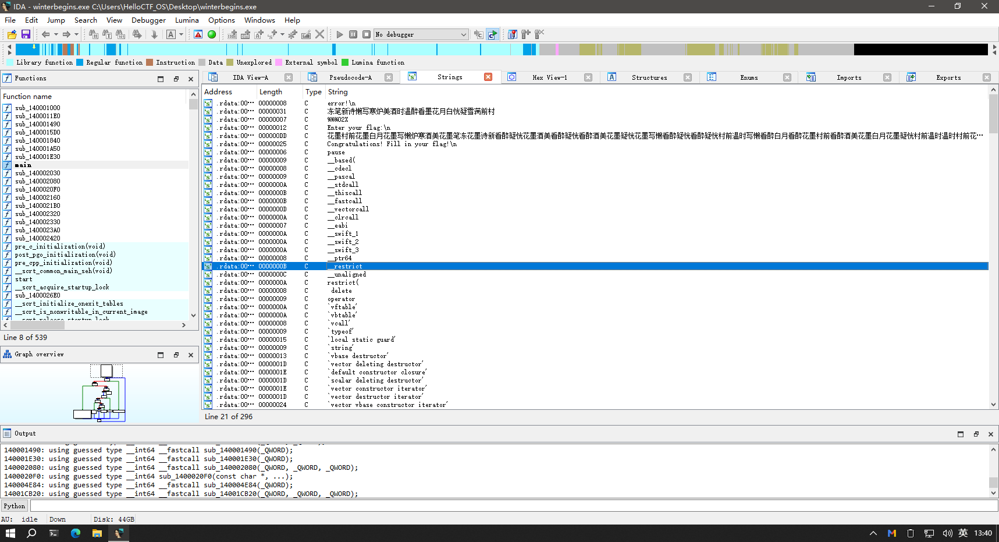 IDA - winterbegins.exe C:\Users\HelloCTF_OS\Desktop\winterbegins.exe
File Edit Jump Search View Debugger Lumina Options Windows Help
No debugger
Library function Regular function Instruction Data Unexplored External symbol Lumina function
Functions
Function name
sub_140001000
sub_1400011E0
sub_140001490
sub_1400015D0
sub_140001840
sub_140001A50
sub_140001E30
main
sub_140002030
sub_140002080
sub_1400020F0
sub_140002160
sub_1400021B0
sub_140002320
sub_140002330
sub_1400023A0
sub_140002420
pre_c_initialization(void)
post_pgo_initialization(void)
pre_cpp_initialization(void)
__scrt_common_main_seh(void)
start
__scrt_acquire_startup_lock
sub_1400026E0
__scrt_initialize_onexit_tables
__scrt_is_nonwritable_in_current_image
__scrt_release_startup_lock
Line 8 of 539
Graph overview
IDA View-A Pseudocode-A Strings Hex View-1 Structures Enums Imports Exports
Address Length Type String
.rdata:00… 00000008 C error!\n
.rdata:00… 00000031 C 冻笔新诗懒写寒炉美酒时温醉看墨花月白恍疑雪满前村
.rdata:00… 00000007 C %%%02X
.rdata:00… 00000012 C Enter your flag:\n
.rdata:00… 000000DD C 花墨村前花墨白月花墨写懒炉寒酒美花墨笔冻花墨诗新看醉疑恍花墨酒美看醉疑恍看醉酒美花墨疑恍花墨写懒看醉疑恍看醉疑恍村前温时写懒看醉白月看醉花墨村前看醉酒美花墨白月花墨疑恍村前温时温时村前花…
.rdata:00… 00000025 C Congratulations! Fill in your flag!\n
.rdata:00… 00000006 C pause
.rdata:00… 00000009 C __based(
.rdata:00… 00000008 C __cdecl
.rdata:00… 00000009 C __pascal
.rdata:00… 0000000A C __stdcall
.rdata:00… 0000000B C __thiscall
.rdata:00… 0000000B C __fastcall
.rdata:00… 0000000D C __vectorcall
.rdata:00… 0000000A C __clrcall
.rdata:00… 00000007 C __eabi
.rdata:00… 0000000A C __swift_1
.rdata:00… 0000000A C __swift_2
.rdata:00… 0000000A C __swift_3
.rdata:00… 00000008 C __ptr64
.rdata:00… 0000000B C __restrict
.rdata:00… 0000000C C __unaligned
.rdata:00… 0000000A C restrict(
.rdata:00… 00000008 C  delete
.rdata:00… 00000009 C operator
.rdata:00… 0000000A C `vftable'
.rdata:00… 0000000A C `vbtable'
.rdata:00… 00000008 C `vcall'
.rdata:00… 00000009 C `typeof'
.rdata:00… 00000015 C `local static guard'
.rdata:00… 00000009 C `string'
.rdata:00… 00000013 C `vbase destructor'
.rdata:00… 0000001D C `vector deleting destructor'
.rdata:00… 0000001E C `default constructor closure'
.rdata:00… 0000001D C `scalar deleting destructor'
.rdata:00… 0000001E C `vector constructor iterator'
.rdata:00… 0000001D C `vector destructor iterator'
.rdata:00… 00000024 C `vector vbase constructor iterator'
Line 21 of 296
Output
140001490: using guessed type __int64 __fastcall sub_140001490(_QWORD);
140001E30: using guessed type __int64 __fastcall sub_140001E30(_QWORD);
140002080: using guessed type __int64 __fastcall sub_140002080(_QWORD, _QWORD, _QWORD);
1400020F0: using guessed type __int64 sub_1400020F0(const char *, ...);
140004E84: using guessed type __int64 __fastcall sub_140004E84(_QWORD);
14001CB20: using guessed type __int64 __fastcall sub_14001CB20(_QWORD, _QWORD, _QWORD);
Python
AU: idle Down Disk: 44GB
英 13:40